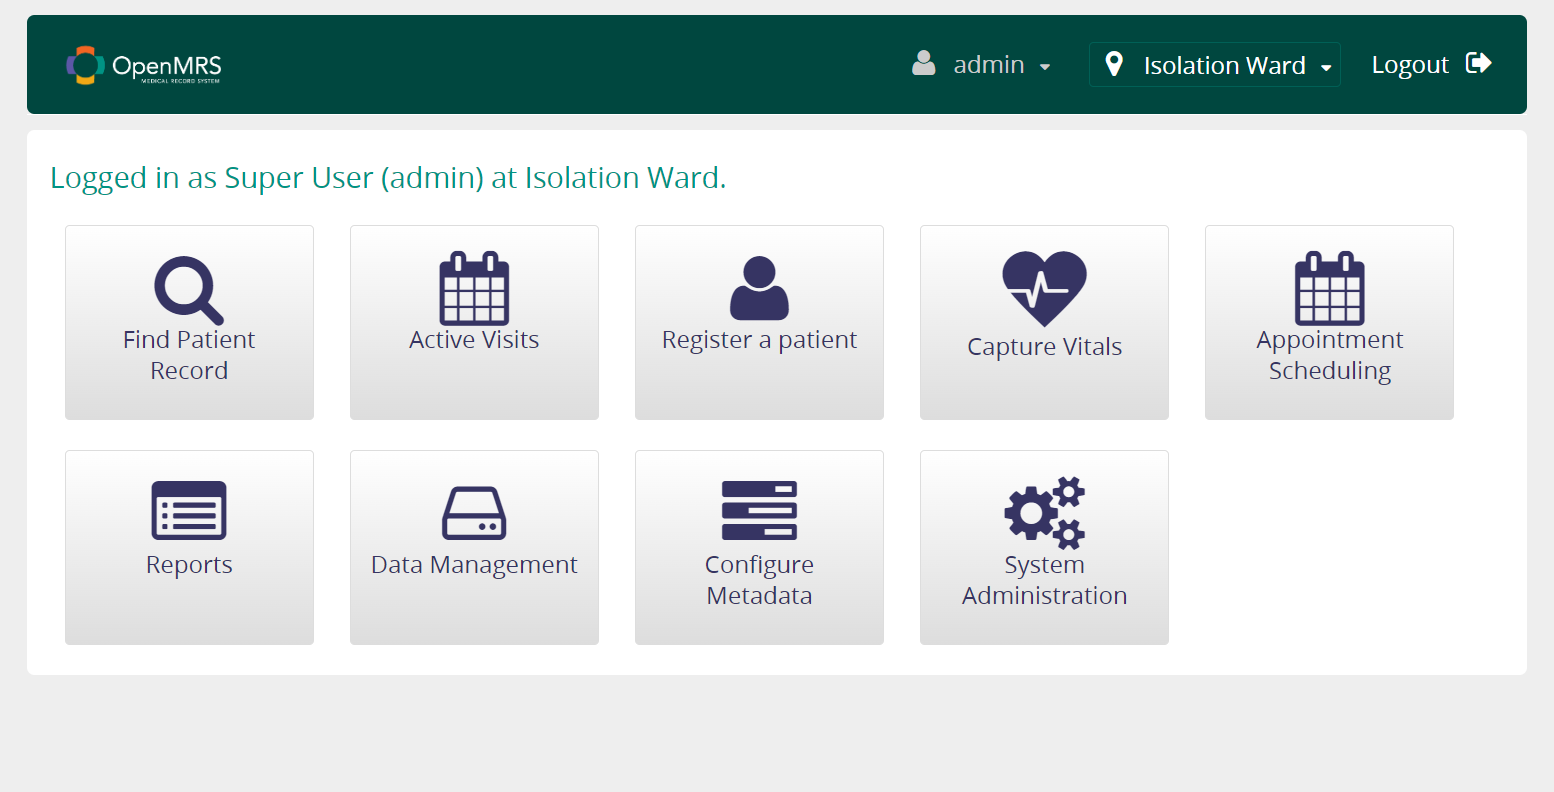 OpenMRS
MEDICAL RECORD SYSTEM
admin
Isolation Ward
Logout
Logged in as Super User (admin) at Isolation Ward.
Find Patient
Record
Active Visits
Register a patient
Capture Vitals
Appointment
Scheduling
Reports
Data Management
Configure
Metadata
System
Administration